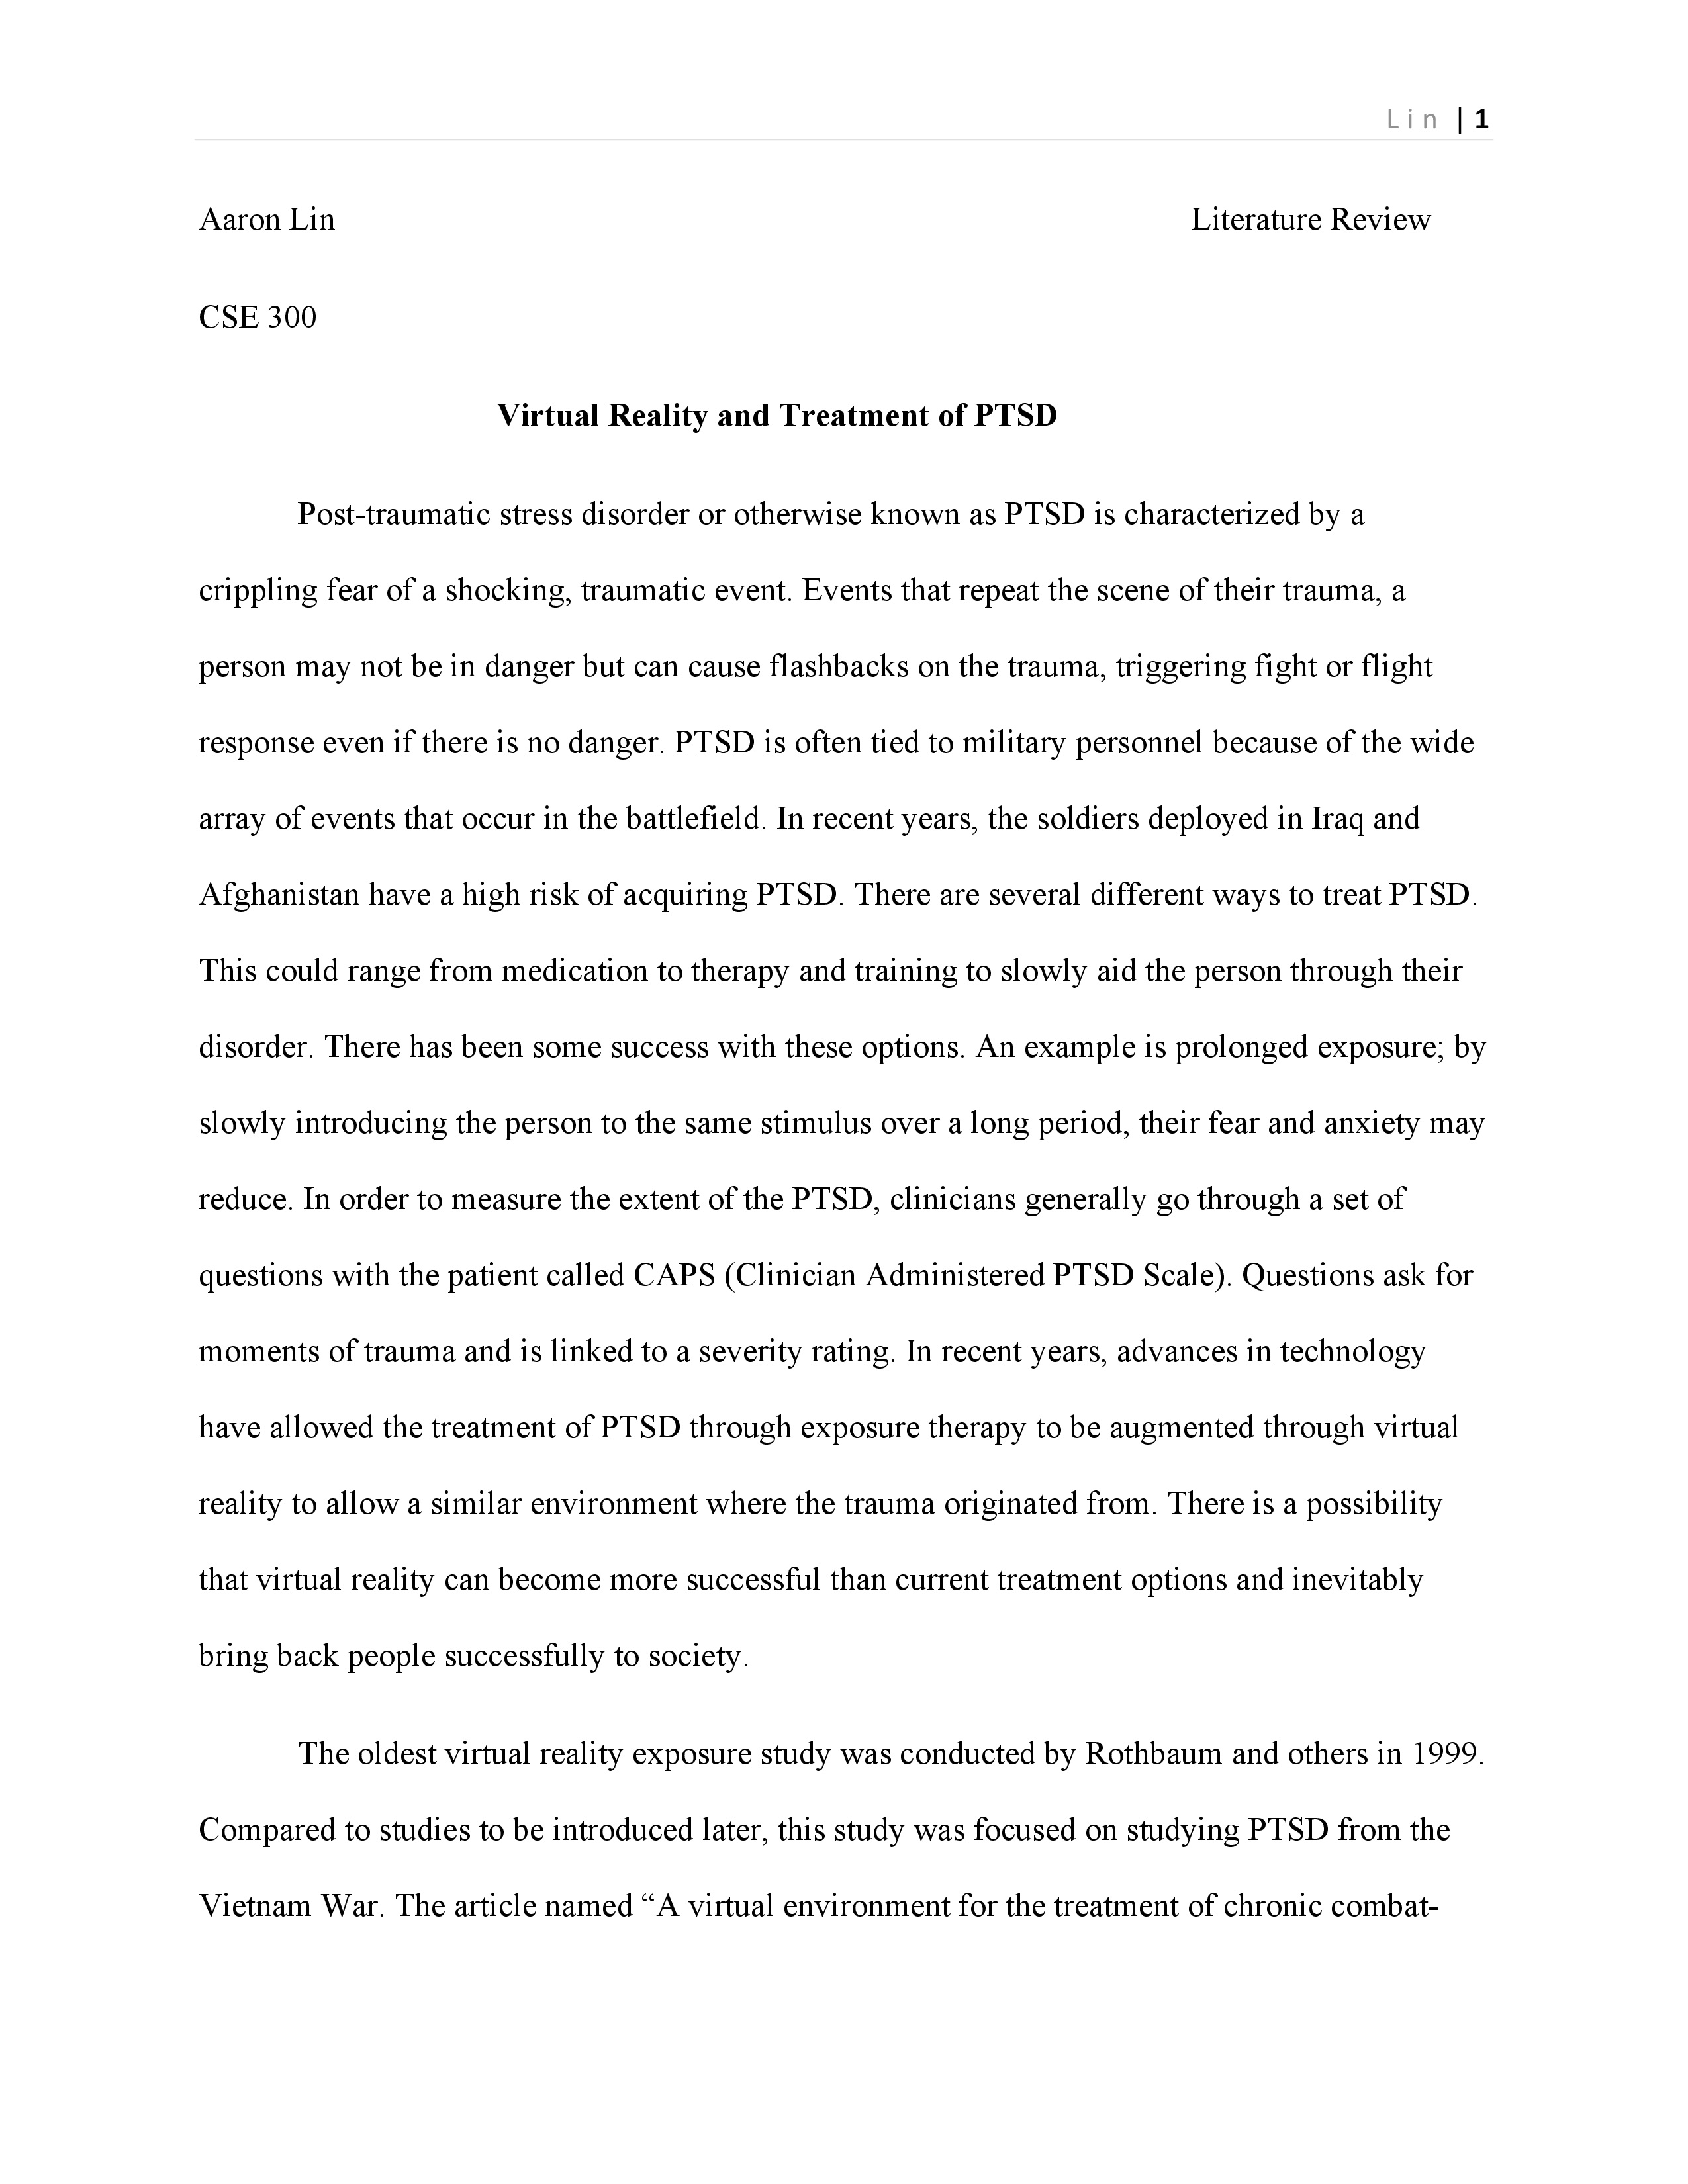 Lin | 1
Aaron Lin Literature Review
CSE 300
Virtual Reality and Treatment of PTSD
Post-traumatic stress disorder or otherwise known as PTSD is characterized by a
crippling fear of a shocking, traumatic event. Events that repeat the scene of their trauma, a
person may not be in danger but can cause flashbacks on the trauma, triggering fight or flight
response even if there is no danger. PTSD is often tied to military personnel because of the wide
array of events that occur in the battlefield. In recent years, the soldiers deployed in Iraq and
Afghanistan have a high risk of acquiring PTSD. There are several different ways to treat PTSD.
This could range from medication to therapy and training to slowly aid the person through their
disorder. There has been some success with these options. An example is prolonged exposure; by
slowly introducing the person to the same stimulus over a long period, their fear and anxiety may
reduce. In order to measure the extent of the PTSD, clinicians generally go through a set of
questions with the patient called CAPS (Clinician Administered PTSD Scale). Questions ask for
moments of trauma and is linked to a severity rating. In recent years, advances in technology
have allowed the treatment of PTSD through exposure therapy to be augmented through virtual
reality to allow a similar environment where the trauma originated from. There is a possibility
that virtual reality can become more successful than current treatment options and inevitably
bring back people successfully to society.
The oldest virtual reality exposure study was conducted by Rothbaum and others in 1999.
Compared to studies to be introduced later, this study was focused on studying PTSD from the
Vietnam War. The article named “A virtual environment for the treatment of chronic combat-